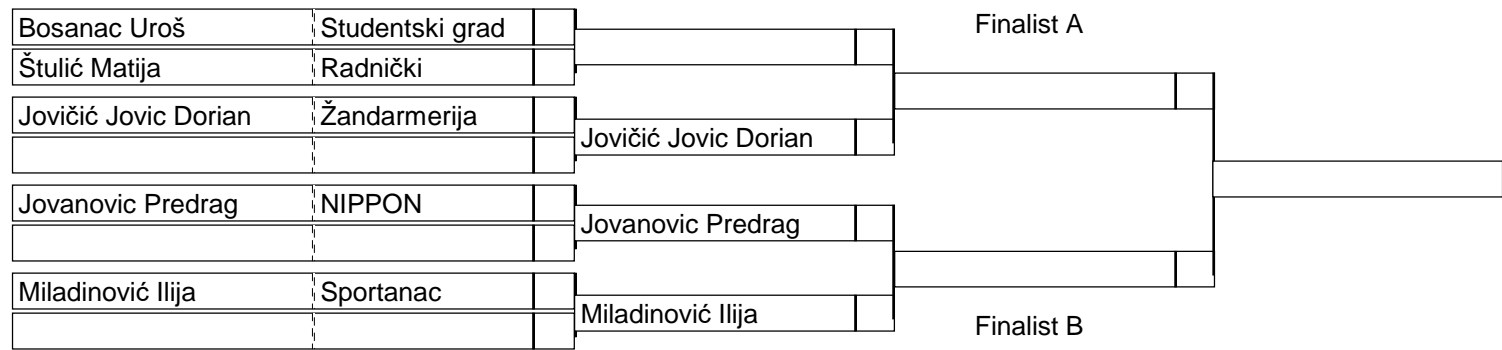 Finalist A
Bosanac Uroš Studentski grad
Štulić Matija Radnički
Jovičić Jovic Dorian Žandarmerija
Jovičić Jovic Dorian
Jovanovic Predrag NIPPON
Jovanovic Predrag
Miladinović Ilija Sportanac
Miladinović Ilija
Finalist B